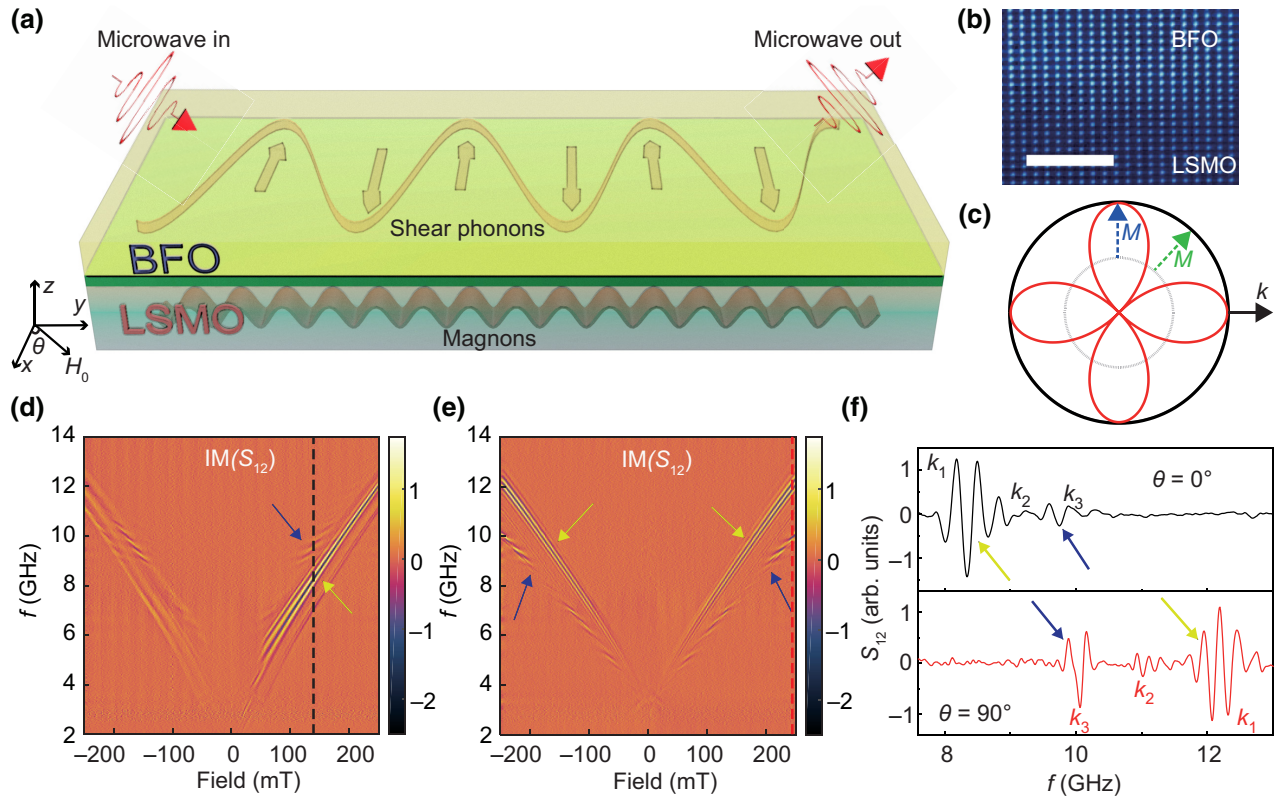 (a)
Microwave in
Microwave out
Shear phonons
BFO
LSMO
Magnons
z
y
θ
x
H0
(b)
BFO
LSMO
(c)
M
M
k
(d)
IM(S12)
14
12
10
8
6
4
2
f (GHz)
−200 −100 0 100 200
Field (mT)
1
0
−1
−2
(e)
IM(S12)
14
12
10
8
6
4
2
f (GHz)
−200 −100 0 100 200
Field (mT)
1
0
−1
−2
(f)
k1
k2
k3
θ = 0°
1
0
−1
S12 (arb. units)
1
0
−1
θ = 90°
k3
k2
k1
8 10 12
f (GHz)